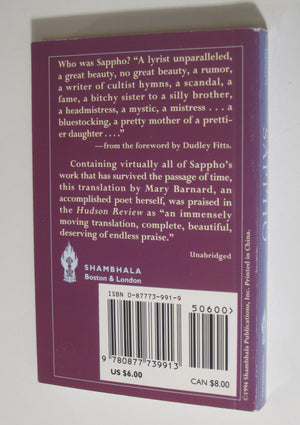 Who was Sappho? “A lyrist unparalleled,
a great beauty, no great beauty, a rumor,
a writer of cultist hymns, a scandal, a
fame, a bitchy sister to a silly brother,
a headmistress, a mystic, a mistress . . . a
bluestocking, a pretty mother of a pretti-
er daughter . . . .”
—from the foreword by Dudley Fitts.
Containing virtually all of Sappho's
work that has survived the passage of time,
this translation by Mary Barnard, an
accomplished poet herself, was praised in
the Hudson Review as “an immensely
moving translation, complete, beautiful,
deserving of endless praise.”
Unabridged
SHAMBHALA
Boston & London
ISBN 0-87773-991-9
50600>
9 780877 739913
US $6.00
CAN $8.00
©1994 Shambhala Publications, Inc. Printed in China.
SAPPHO